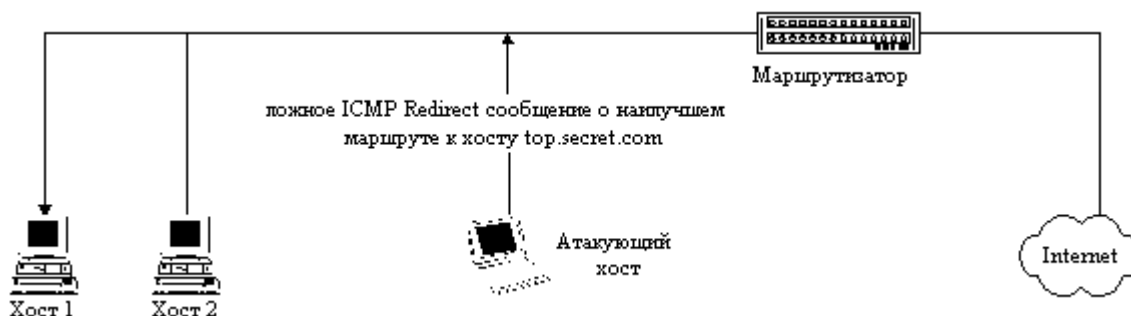 Маршрутизатор
ложное ICMP Redirect сообщение о наилучшем
маршруте к хосту top.secret.com
Атакующий
хост
Internet
Хост 1
Хост 2